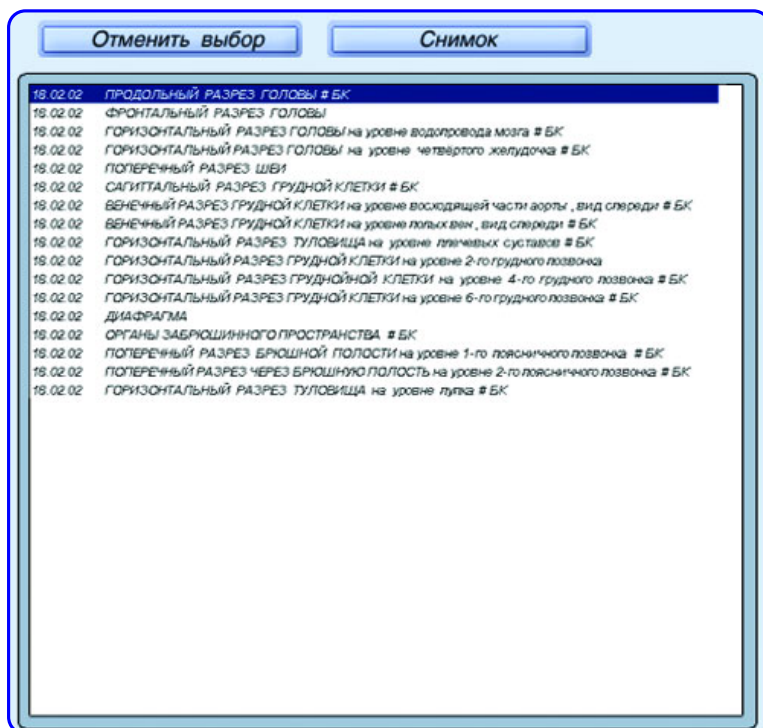 Отменить выбор
Снимок
18.02.02 ПРОДОЛЬНЫЙ РАЗРЕЗ ГОЛОВЫ # БК
18.02.02 ФРОНТАЛЬНЫЙ РАЗРЕЗ ГОЛОВЫ
18.02.02 ГОРИЗОНТАЛЬНЫЙ РАЗРЕЗ ГОЛОВЫ на уровне водопровода мозга # БК
18.02.02 ГОРИЗОНТАЛЬНЫЙ РАЗРЕЗ ГОЛОВЫ на уровне четвёртого желудочка # БК
18.02.02 ПОПЕРЕЧНЫЙ РАЗРЕЗ ШЕИ
18.02.02 САГИТТАЛЬНЫЙ РАЗРЕЗ ГРУДНОЙ КЛЕТКИ # БК
18.02.02 ВЕНЕЧНЫЙ РАЗРЕЗ ГРУДНОЙ КЛЕТКИ на уровне восходящей части аорты , вид спереди # БК
18.02.02 ВЕНЕЧНЫЙ РАЗРЕЗ ГРУДНОЙ КЛЕТКИ на уровне полых вен , вид спереди # БК
18.02.02 ГОРИЗОНТАЛЬНЫЙ РАЗРЕЗ ТУЛОВИЩА на уровне плечевых суставов # БК
18.02.02 ГОРИЗОНТАЛЬНЫЙ РАЗРЕЗ ГРУДНОЙ КЛЕТКИ на уровне 2-го грудного позвонка
18.02.02 ГОРИЗОНТАЛЬНЫЙ РАЗРЕЗ ГРУДНОЙНОЙ КЛЕТКИ на уровне 4-го грудного позвонка # БК
18.02.02 ГОРИЗОНТАЛЬНЫЙ РАЗРЕЗ ГРУДНОЙ КЛЕТКИ на уровне 6-го грудного позвонка # БК
18.02.02 ДИАФРАГМА
18.02.02 ОРГАНЫ ЗАБРЮШИННОГО ПРОСТРАНСТВА # БК
18.02.02 ПОПЕРЕЧНЫЙ РАЗРЕЗ БРЮШНОЙ ПОЛОСТИ на уровне 1-го поясничного позвонка # БК
18.02.02 ПОПЕРЕЧНЫЙ РАЗРЕЗ ЧЕРЕЗ БРЮШНУЮ ПОЛОСТЬ на уровне 2-го поясничного позвонка # БК
18.02.02 ГОРИЗОНТАЛЬНЫЙ РАЗРЕЗ ТУЛОВИЩА на уровне пупка # БК